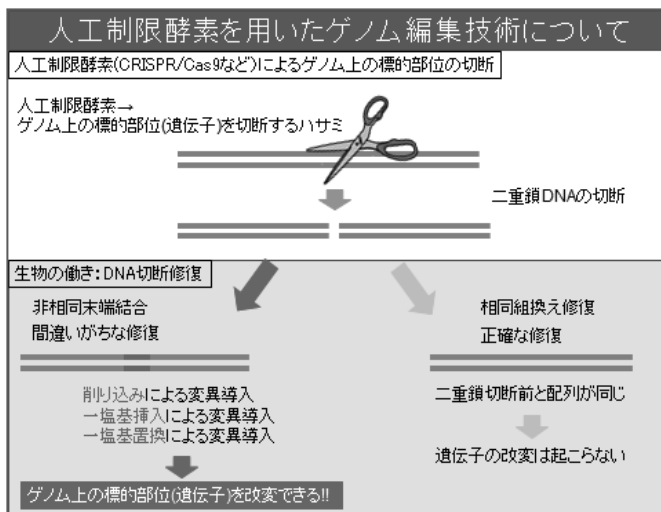 人工制限酵素を用いたゲノム編集技術について
人工制限酵素(CRISPR/Cas9など)によるゲノム上の標的部位の切断
人工制限酵素→
ゲノム上の標的部位(遺伝子)を切断するハサミ
二重鎖DNAの切断
生物の働き:DNA切断修復
非相同末端結合
間違いがちな修復
削り込みによる変異導入
一塩基挿入による変異導入
一塩基置換による変異導入
ゲノム上の標的部位(遺伝子)を改変できる!!
相同組換え修復
正確な修復
二重鎖切断前と配列が同じ
遺伝子の改変は起こらない